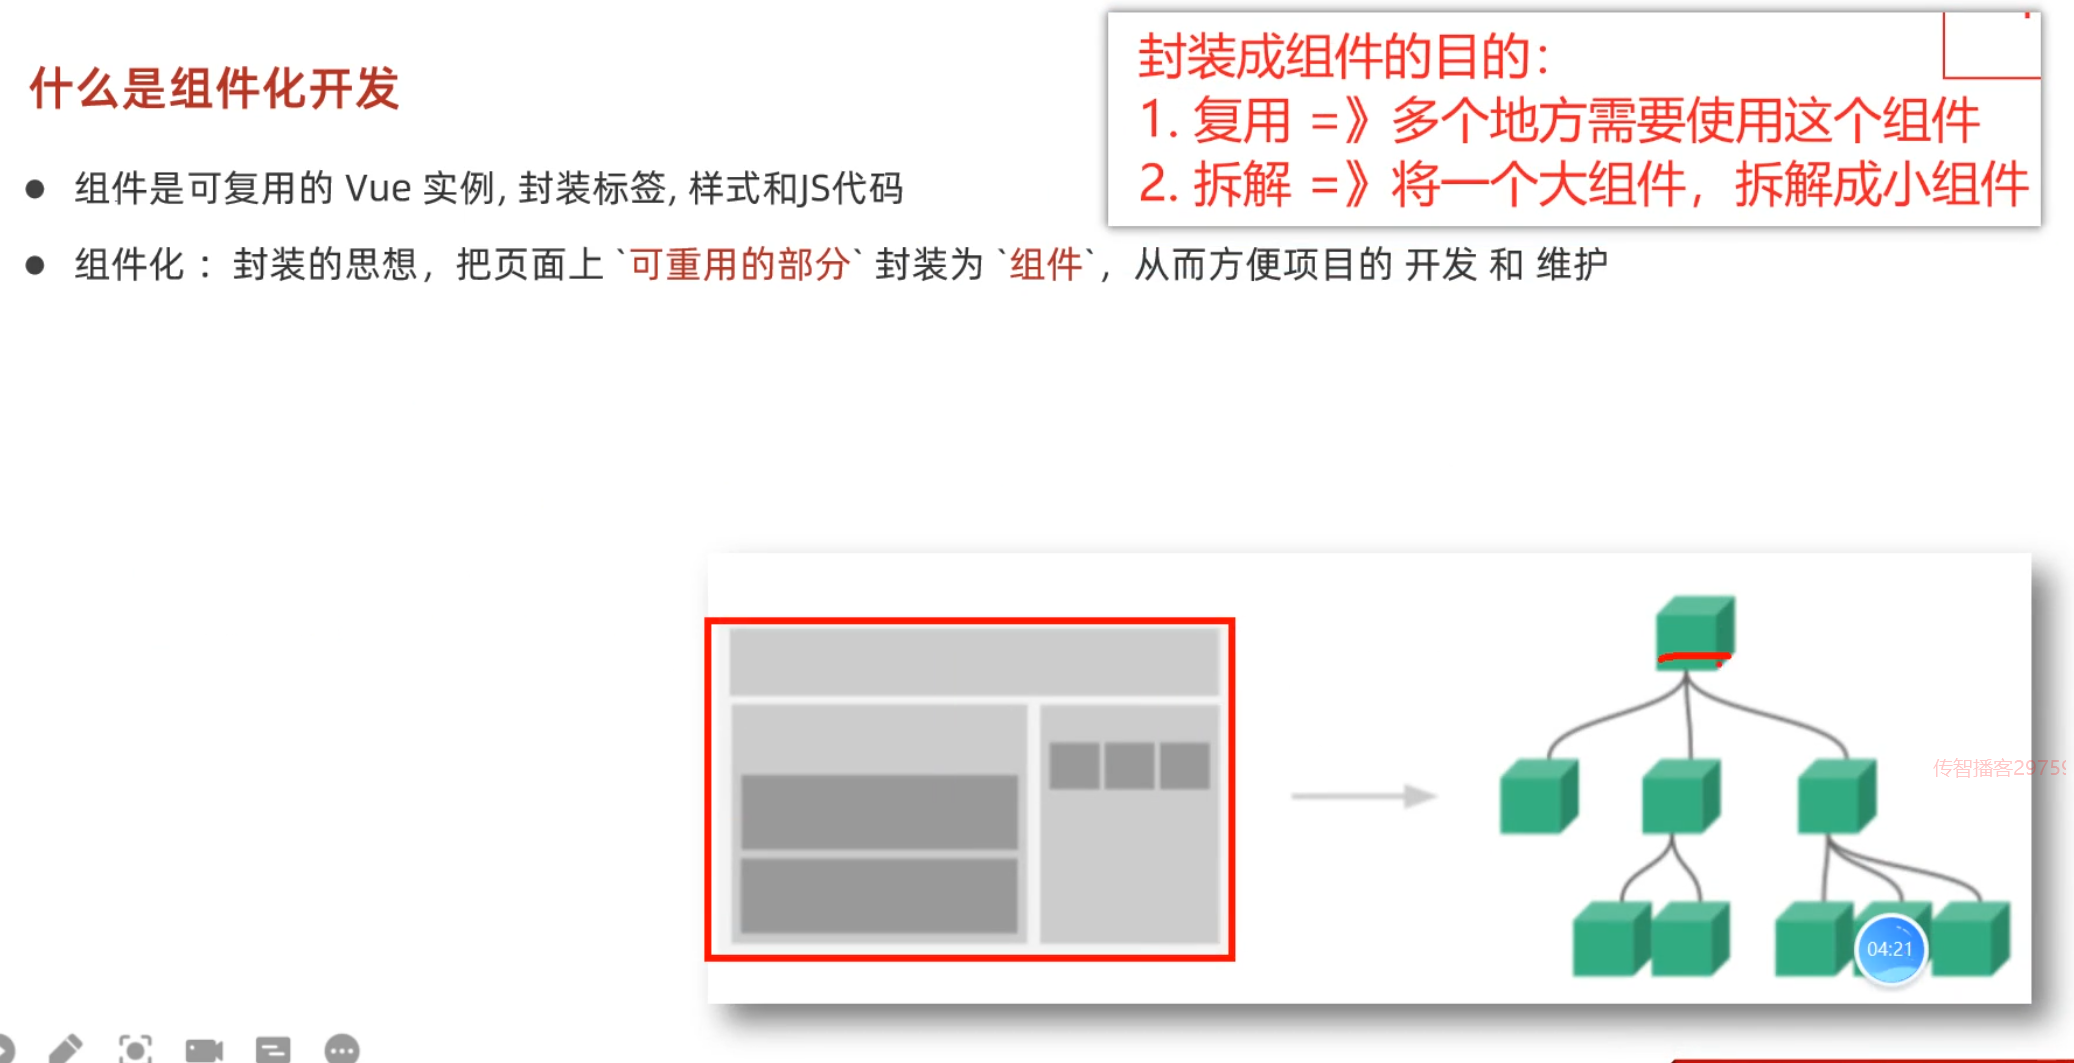 什么是组件化开发
封装成组件的目的：
1. 复用 =》多个地方需要使用这个组件
2. 拆解 =》将一个大组件，拆解成小组件
● 组件是可复用的 Vue 实例, 封装标签, 样式和JS代码
● 组件化 ：封装的思想，把页面上 `可重用的部分` 封装为 `组件`，从而方便项目的 开发 和 维护
传智播客29759
04:21